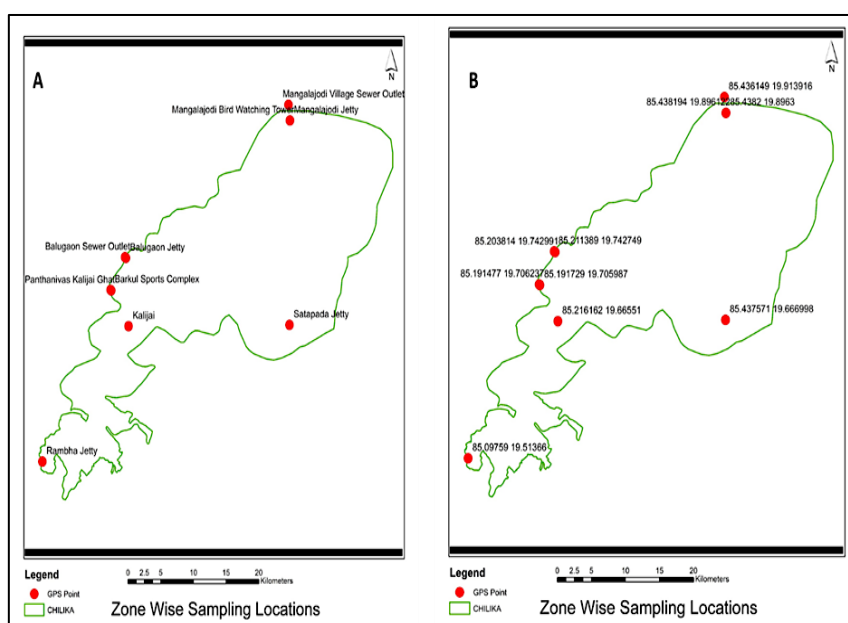 A
N
Mangalajodi Village Sewer Outlet
Mangalajodi Bird Watching TowerMangalajodi Jetty
Balugaon Sewer OutletBalugaon Jetty
Panthanivas Kalijai GhatBarkul Sports Complex
Kalijai
Satapada Jetty
Rambha Jetty
Legend
GPS Point
CHILIKA
0 2.5 5 10 15 20
Kilometers
Zone Wise Sampling Locations
B
N
85.436149 19.913916
85.438194 19.89612285.4382 19.8963
85.203814 19.74299185.211389 19.742749
85.191477 19.70623785.191729 19.705987
85.216162 19.66551
85.437571 19.666998
85.09759 19.51366
Legend
GPS Point
CHILIKA
0 2.5 5 10 15 20
Kilometers
Zone Wise Sampling Locations